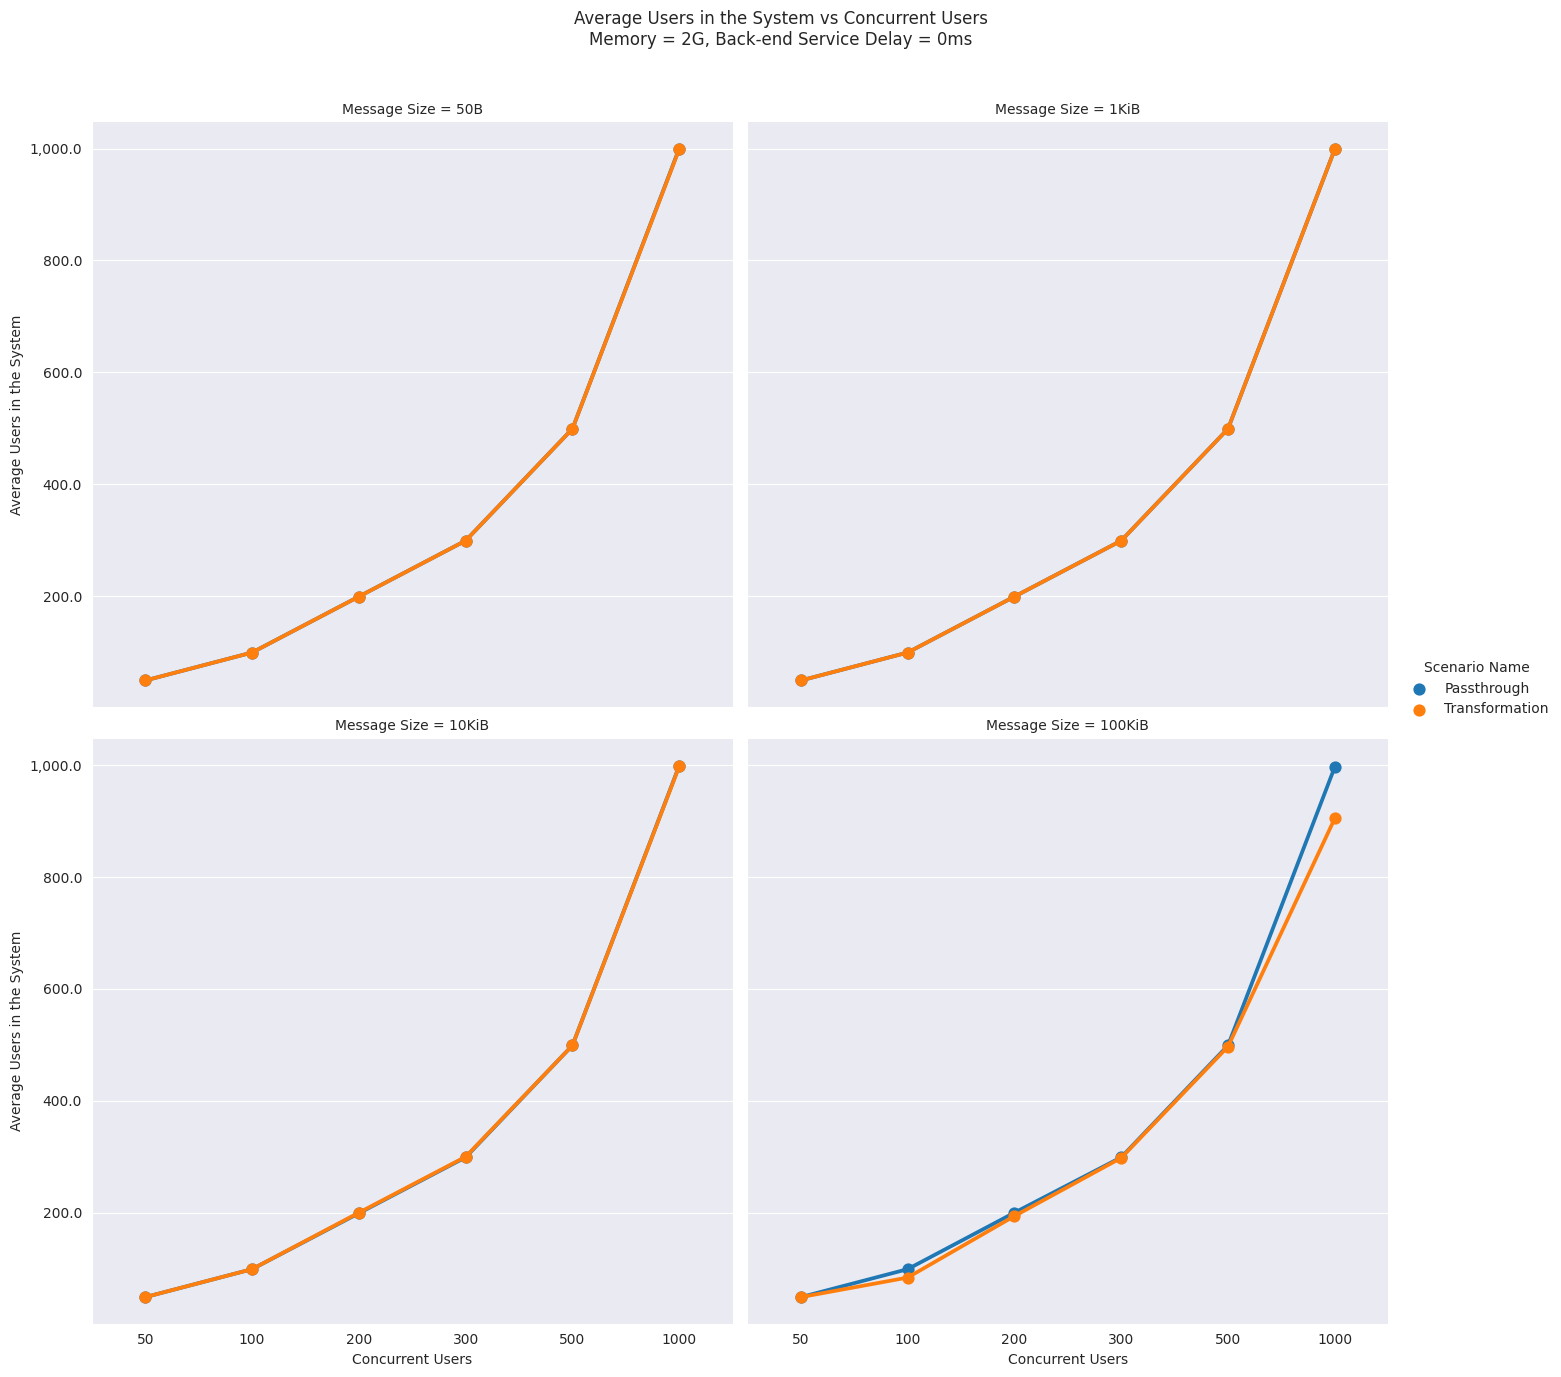 Average Users in the System vs Concurrent Users
Memory = 2G, Back-end Service Delay = 0ms
Message Size = 50B
Message Size = 1KiB
1,000.0
800.0
600.0
400.0
200.0
Average Users in the System
Scenario Name
Passthrough
Transformation
Message Size = 10KiB
Message Size = 100KiB
1,000.0
800.0
600.0
400.0
200.0
Average Users in the System
50 100 200 300 500 1000
Concurrent Users
50 100 200 300 500 1000
Concurrent Users